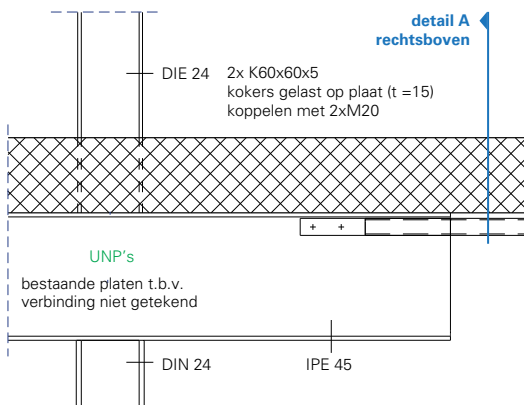 detail A
rechtsboven
DIE 24
2x K60x60x5
kokers gelast op plaat (t =15)
koppelen met 2xM20
UNP's
bestaande platen t.b.v.
verbinding niet getekend
DIN 24
IPE 45